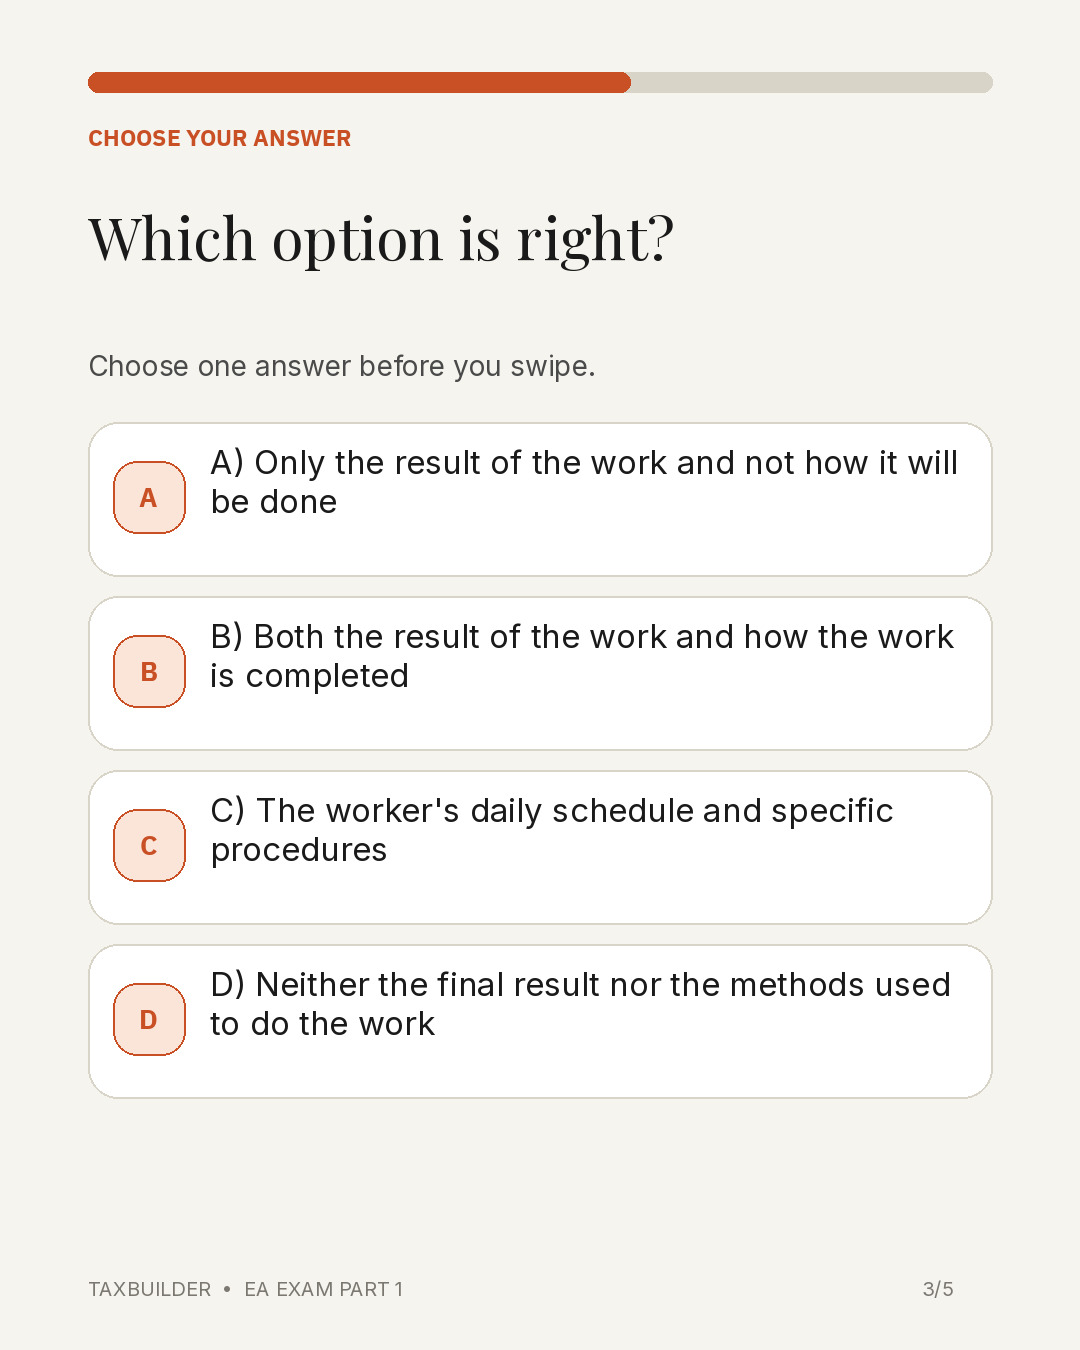 CHOOSE YOUR ANSWER
Which option is right?
Choose one answer before you swipe.
A
A) Only the result of the work and not how it will
be done
B
B) Both the result of the work and how the work
is completed
C
C) The worker's daily schedule and specific
procedures
D
D) Neither the final result nor the methods used
to do the work
TAXBUILDER • EA EXAM PART 1
3/5